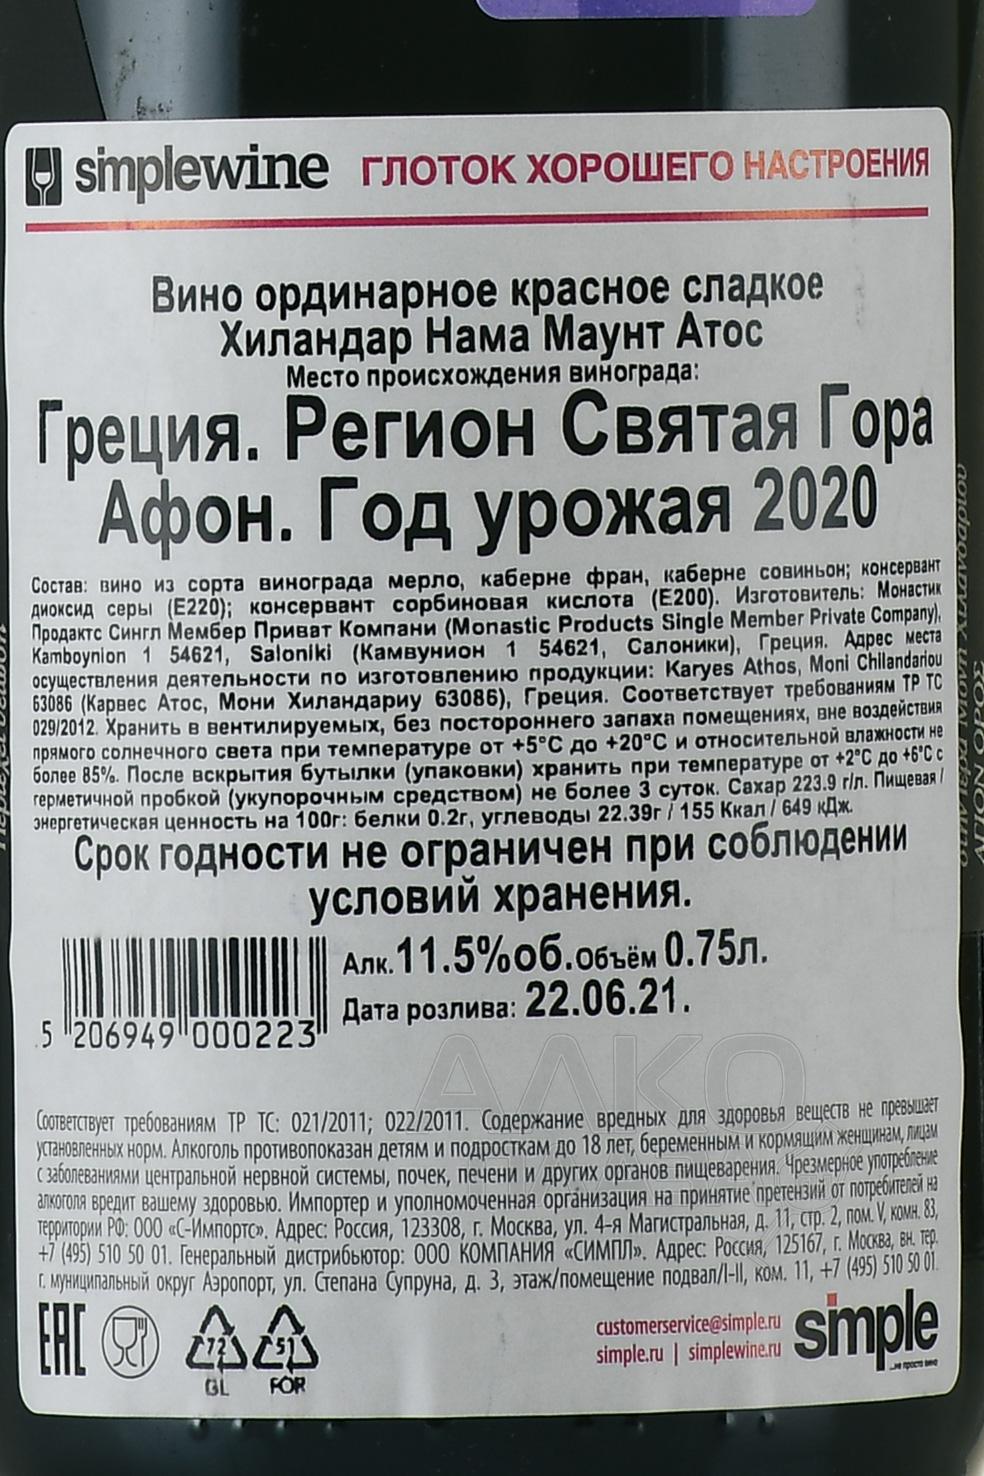 simplewine ГЛОТОК ХОРОШЕГО НАСТРОЕНИЯ
Вино ординарное красное сладкое
Хиландар Нама Маунт Атос
Место происхождения винограда:
Греция. Регион Святая Гора
Афон. Год урожая 2020
Состав: вино из сорта винограда мерло, каберне фран, каберне совиньон; консервант
диоксид серы (Е220); консервант сорбиновая кислота (Е200). Изготовитель: Монастик
Продактс Сингл Мембер Приват Компани (Monastic Products Single Member Private Company),
Kamboynion 1 54621, Saloniki (Камвунион 1 54621, Салоники), Греция. Адрес места
осуществления деятельности по изготовлению продукции: Karyes Athos, Moni Chilandariou
63086 (Карвес Атос, Мони Хиландариу 63086), Греция. Соответствует требованиям ТР ТС
029/2012. Хранить в вентилируемых, без постороннего запаха помещениях, вне воздействия
прямого солнечного света при температуре от +5°С до +20°С и относительной влажности не
более 85%. После вскрытия бутылки (упаковки) хранить при температуре от +2°С до +6°С с
герметичной пробкой (укупорочным средством) не более 3 суток. Сахар 223.9 г/л. Пищевая /
энергетическая ценность на 100г: белки 0.2г, углеводы 22.39г / 155 Ккал / 649 кДж.
Срок годности не ограничен при соблюдении
условий хранения.
Алк.11.5%об.Объём 0.75л.
Дата розлива: 22.06.21.
5 206949 000223
АЛКО
Соответствует требованиям ТР ТС: 021/2011; 022/2011. Содержание вредных для здоровья веществ не превышает
установленных норм. Алкоголь противопоказан детям и подросткам до 18 лет, беременным и кормящим женщинам, лицам
с заболеваниями центральной нервной системы, почек, печени и других органов пищеварения. Чрезмерное употребление
алкоголя вредит вашему здоровью. Импортер и уполномоченная организация на принятие претензий от потребителей на
территории РФ: ООО «С-Импортс». Адрес: Россия, 123308, г. Москва, ул. 4-я Магистральная, д. 11, стр. 2, пом. V, комн. 83,
+7 (495) 510 50 01. Генеральный дистрибьютор: ООО КОМПАНИЯ «СИМПЛ». Адрес: Россия, 125167, г. Москва, вн. тер.
г. муниципальный округ Аэропорт, ул. Степана Супруна, д. 3, этаж/помещение подвал/I-II, ком. 11, +7 (495) 510 50 01.
EAC
72
GL
51
FOR
customerservice@simple.ru
simple.ru | simplewine.ru
simple
...не просто вино
ΑΓΙΟΝ ΟΡΟΣ